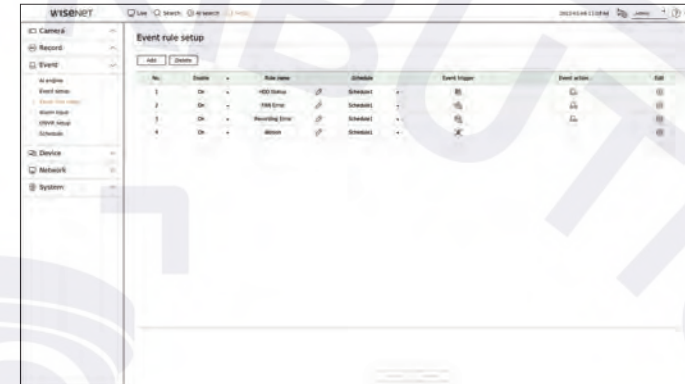 WISENET
Live Search AI search
Camera
Record
Event
AI engine
Event setup
Event rule setup
Alarm input
Schedule
Device
Network
System
Event rule setup
Add Delete
No. Enable Rule name Schedule Event trigger Event action Edit
1 On HDD Status Schedule1
2 On FAN Error Schedule1
3 On Recording Error Schedule1
4 On Schedule1